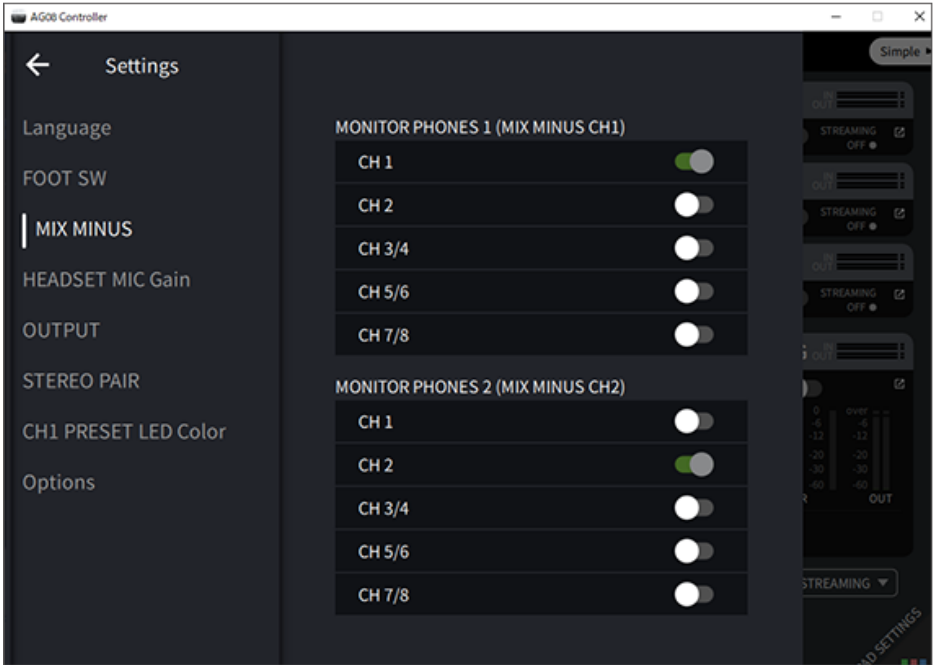 AG08 Controller
Simple
Settings
Language
FOOT SW
MIX MINUS
HEADSET MIC Gain
OUTPUT
STEREO PAIR
CH1 PRESET LED Color
Options
MONITOR PHONES 1 (MIX MINUS CH1)
CH 1
CH 2
CH 3/4
CH 5/6
CH 7/8
MONITOR PHONES 2 (MIX MINUS CH2)
CH 1
CH 2
CH 3/4
CH 5/6
CH 7/8
IN
OUT
STREAMING
OFF
IN
OUT
STREAMING
OFF
IN
OUT
STREAMING
OFF
IN
G OUT
0 over
-6 -6
-12 -12
-20 -20
-30 -30
-60 -60
R OUT
STREAMING
PAD SETTINGS